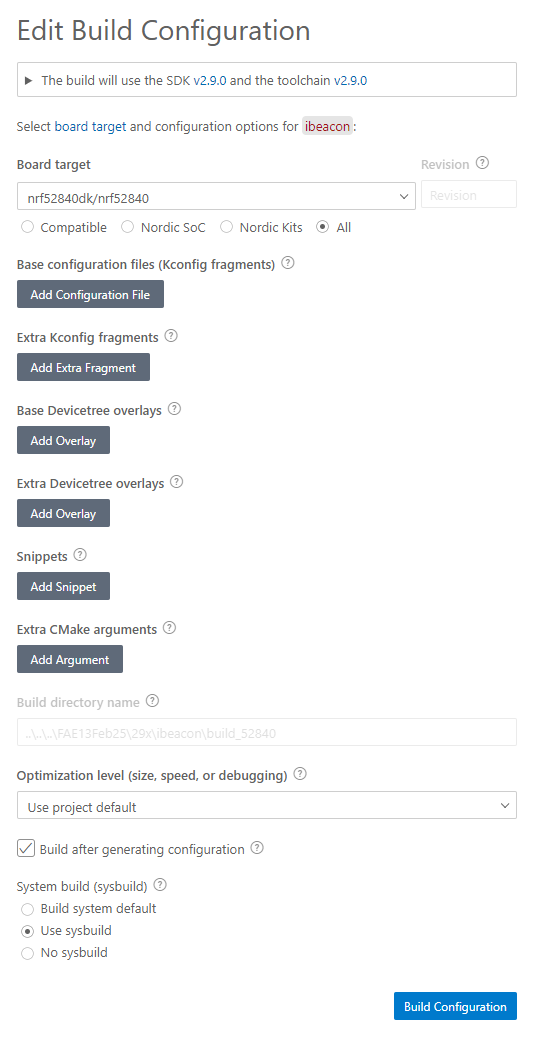 Edit Build Configuration
The build will use the SDK v2.9.0 and the toolchain v2.9.0
Select board target and configuration options for ibeacon:
Board target
Revision
nrf52840dk/nrf52840
Revision
Compatible Nordic SoC Nordic Kits All
Base configuration files (Kconfig fragments)
Add Configuration File
Extra Kconfig fragments
Add Extra Fragment
Base Devicetree overlays
Add Overlay
Extra Devicetree overlays
Add Overlay
Snippets
Add Snippet
Extra CMake arguments
Add Argument
Build directory name
..\..\..\FAE13Feb25\29x\ibeacon\build_52840
Optimization level (size, speed, or debugging)
Use project default
Build after generating configuration
System build (sysbuild)
Build system default
Use sysbuild
No sysbuild
Build Configuration